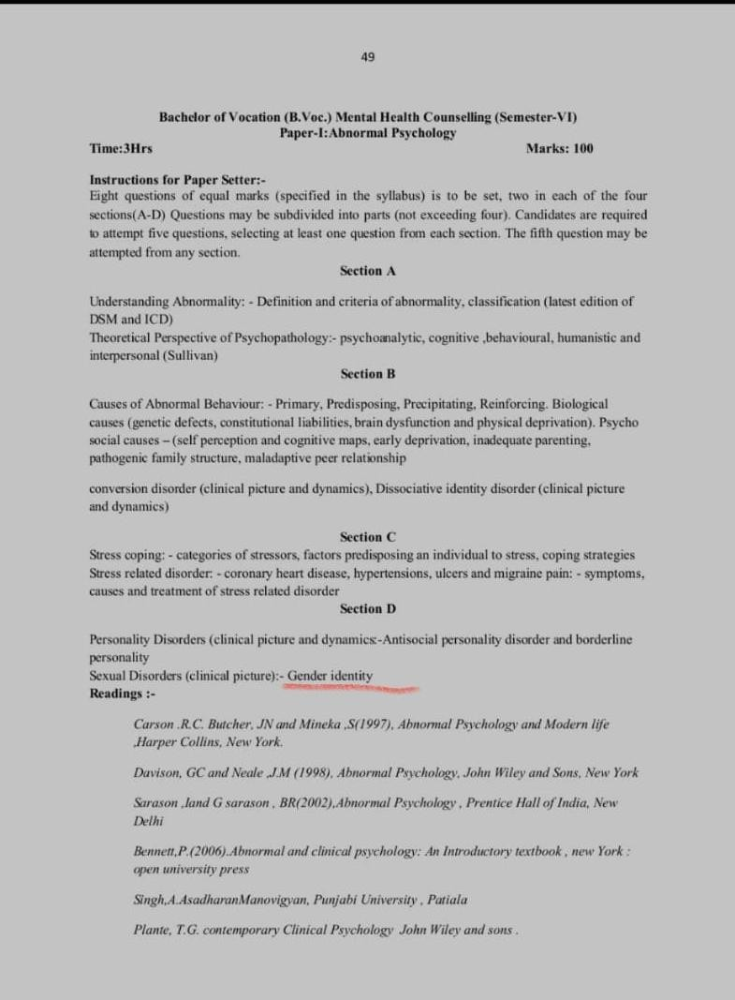 49
Bachelor of Vocation (B.Voc.) Mental Health Counselling (Semester-VI)
Paper-I:Abnormal Psychology
Time:3Hrs Marks: 100
Instructions for Paper Setter:-
Eight questions of equal marks (specified in the syllabus) is to be set, two in each of the four
sections(A-D) Questions may be subdivided into parts (not exceeding four). Candidates are required
to attempt five questions, selecting at least one question from each section. The fifth question may be
attempted from any section.
Section A
Understanding Abnormality: - Definition and criteria of abnormality, classification (latest edition of
DSM and ICD)
Theoretical Perspective of Psychopathology:- psychoanalytic, cognitive ,behavioural, humanistic and
interpersonal (Sullivan)
Section B
Causes of Abnormal Behaviour: - Primary, Predisposing, Precipitating, Reinforcing. Biological
causes (genetic defects, constitutional liabilities, brain dysfunction and physical deprivation). Psycho
social causes – (self perception and cognitive maps, early deprivation, inadequate parenting,
pathogenic family structure, maladaptive peer relationship
conversion disorder (clinical picture and dynamics), Dissociative identity disorder (clinical picture
and dynamics)
Section C
Stress coping: - categories of stressors, factors predisposing an individual to stress, coping strategies
Stress related disorder: - coronary heart disease, hypertensions, ulcers and migraine pain: - symptoms,
causes and treatment of stress related disorder
Section D
Personality Disorders (clinical picture and dynamics:-Antisocial personality disorder and borderline
personality
Sexual Disorders (clinical picture):- Gender identity
Readings :-
Carson .R.C. Butcher, JN and Mineka ,S(1997), Abnormal Psychology and Modern life
,Harper Collins, New York.
Davison, GC and Neale ,J.M (1998), Abnormal Psychology, John Wiley and Sons, New York
Sarason ,Iand G sarason , BR(2002),Abnormal Psychology , Prentice Hall of India, New
Delhi
Bennett,P.(2006).Abnormal and clinical psychology: An Introductory textbook , new York :
open university press
Singh,A.AsadharanManovigyan, Punjabi University , Patiala
Plante, T.G. contemporary Clinical Psychology John Wiley and sons .